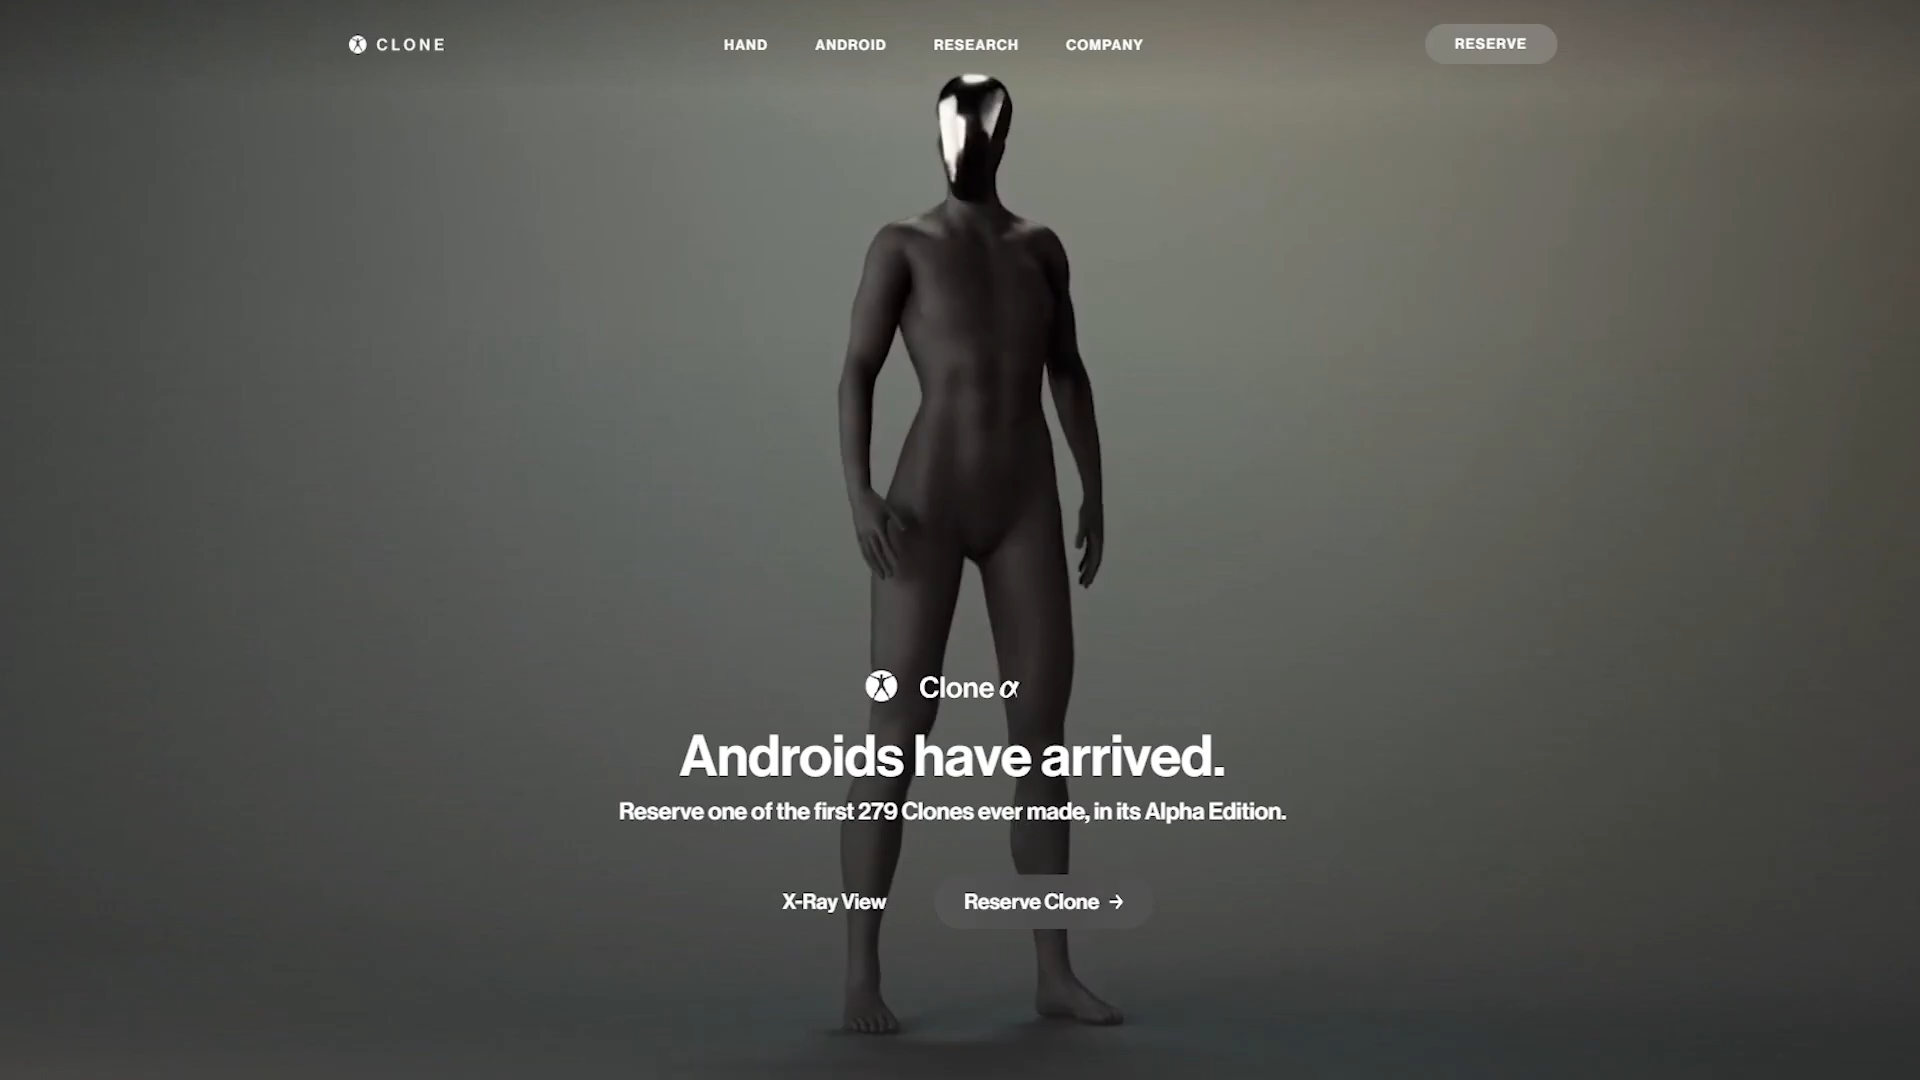 CLONE
HAND ANDROID RESEARCH COMPANY
RESERVE
Clone α
Androids have arrived.
Reserve one of the first 279 Clones ever made, in its Alpha Edition.
X-Ray View
Reserve Clone →